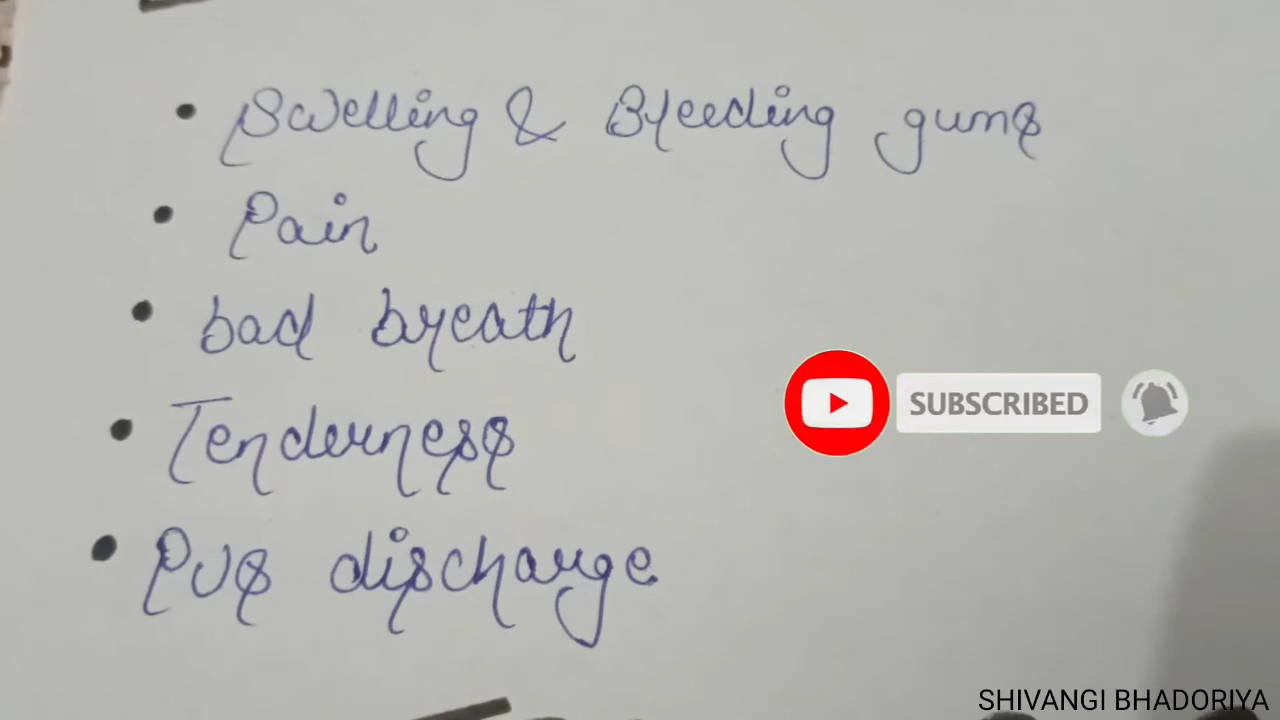 • Swelling & Bleeding gums
• Pain
• bad breath
• Tenderness
SUBSCRIBED
• Pus discharge
SHIVANGI BHADORIYA